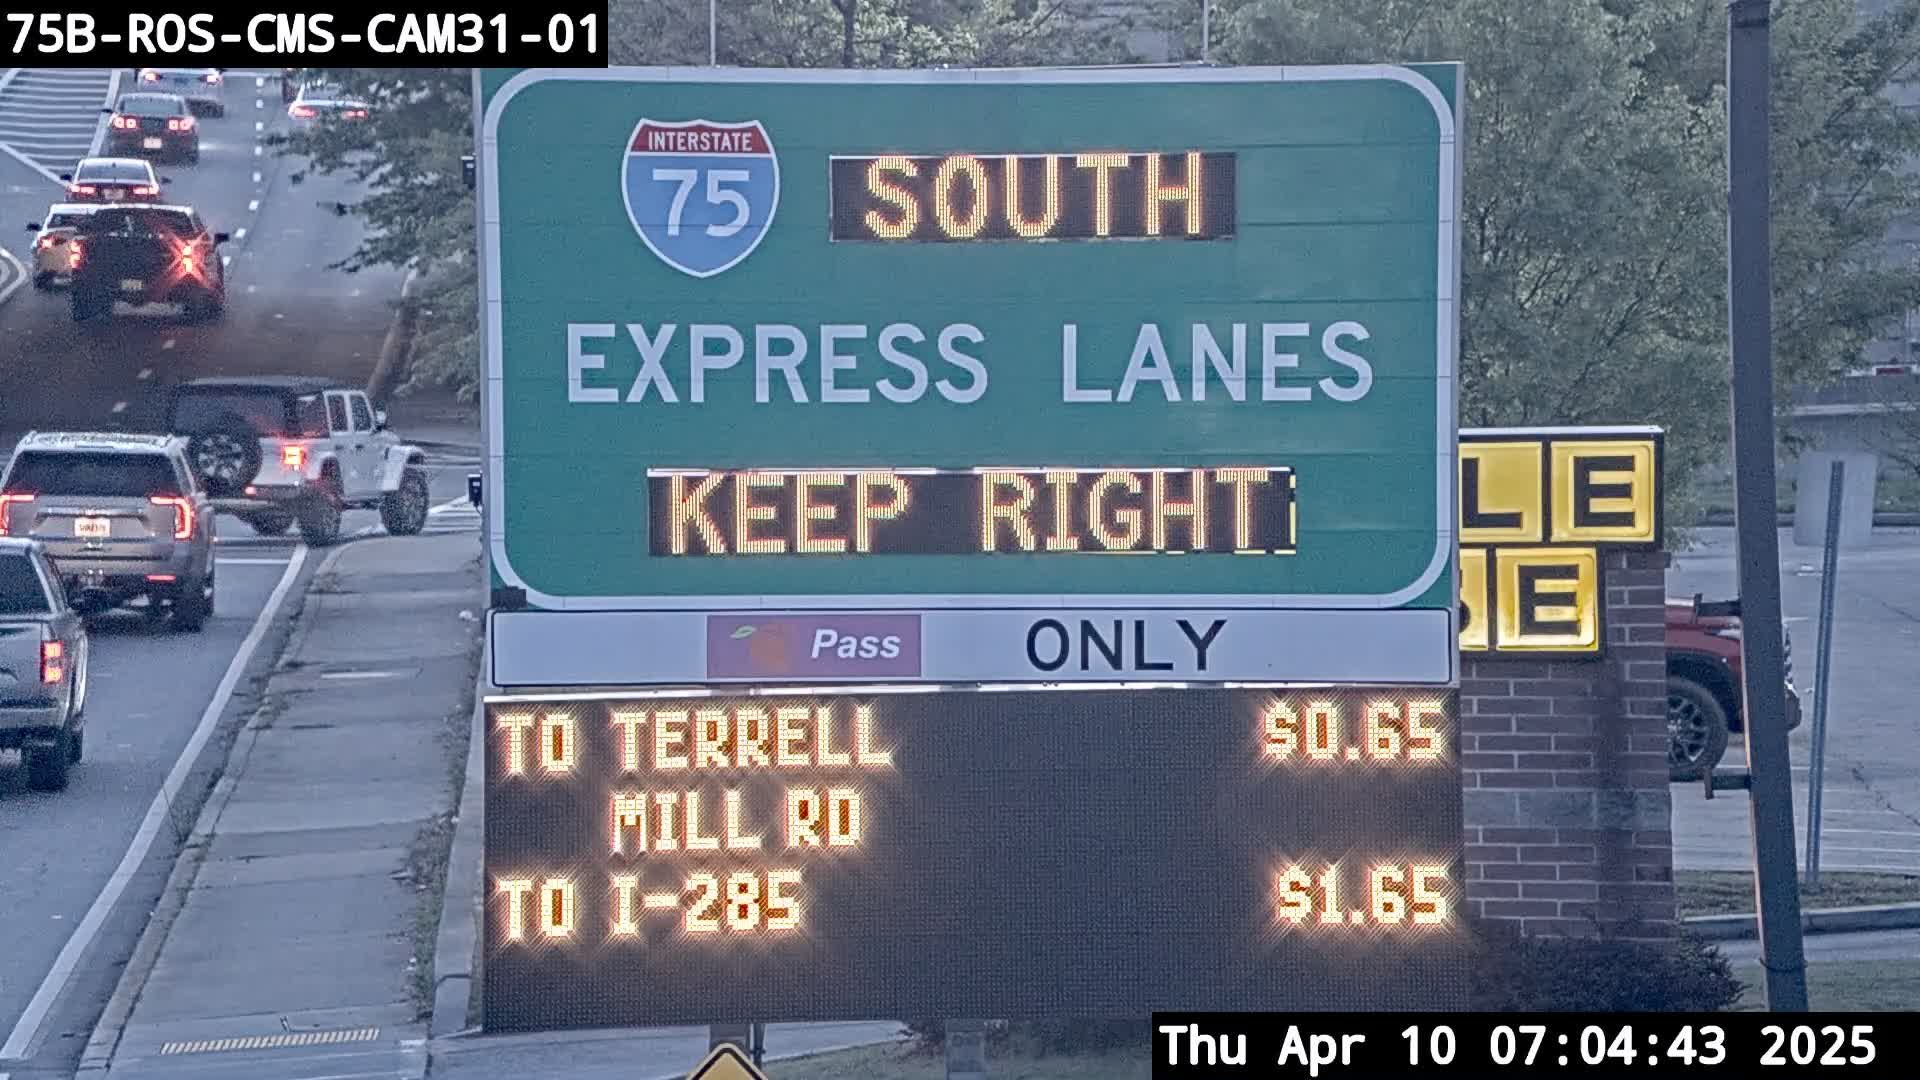 75B-ROS-CMS-CAM31-01
INTERSTATE
75
SOUTH
EXPRESS LANES
KEEP RIGHT
Pass ONLY
LE
E
TO TERRELL $0.65
MILL RD
TO I-285 $1.65
Thu Apr 10 07:04:43 2025